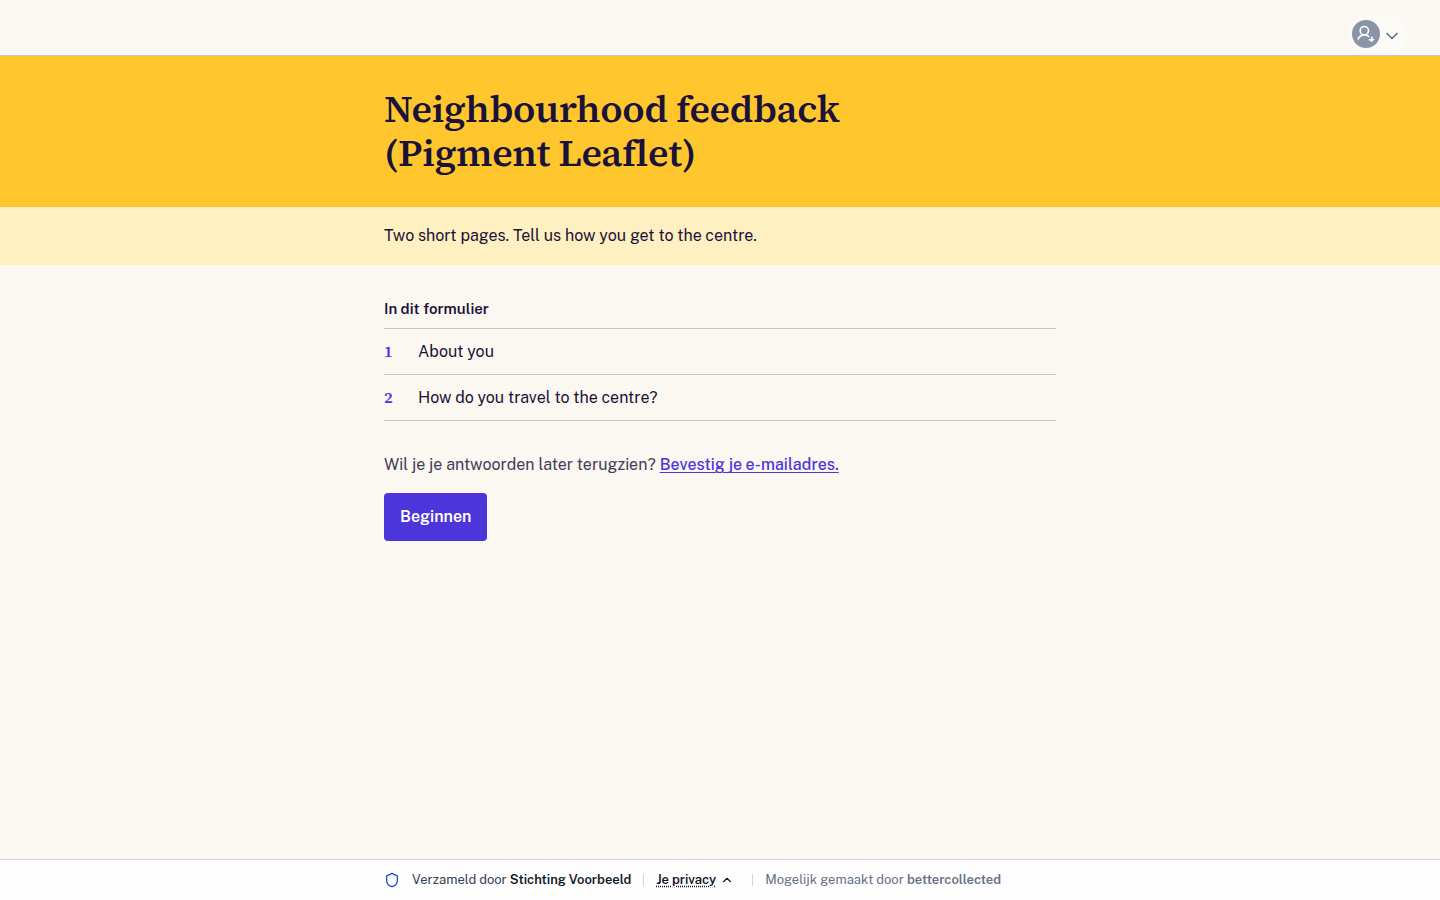 Neighbourhood feedback
(Pigment Leaflet)
Two short pages. Tell us how you get to the centre.
In dit formulier
1 About you
2 How do you travel to the centre?
Wil je je antwoorden later terugzien? Bevestig je e-mailadres.
Beginnen
Verzameld door Stichting Voorbeeld Je privacy Mogelijk gemaakt door bettercollected